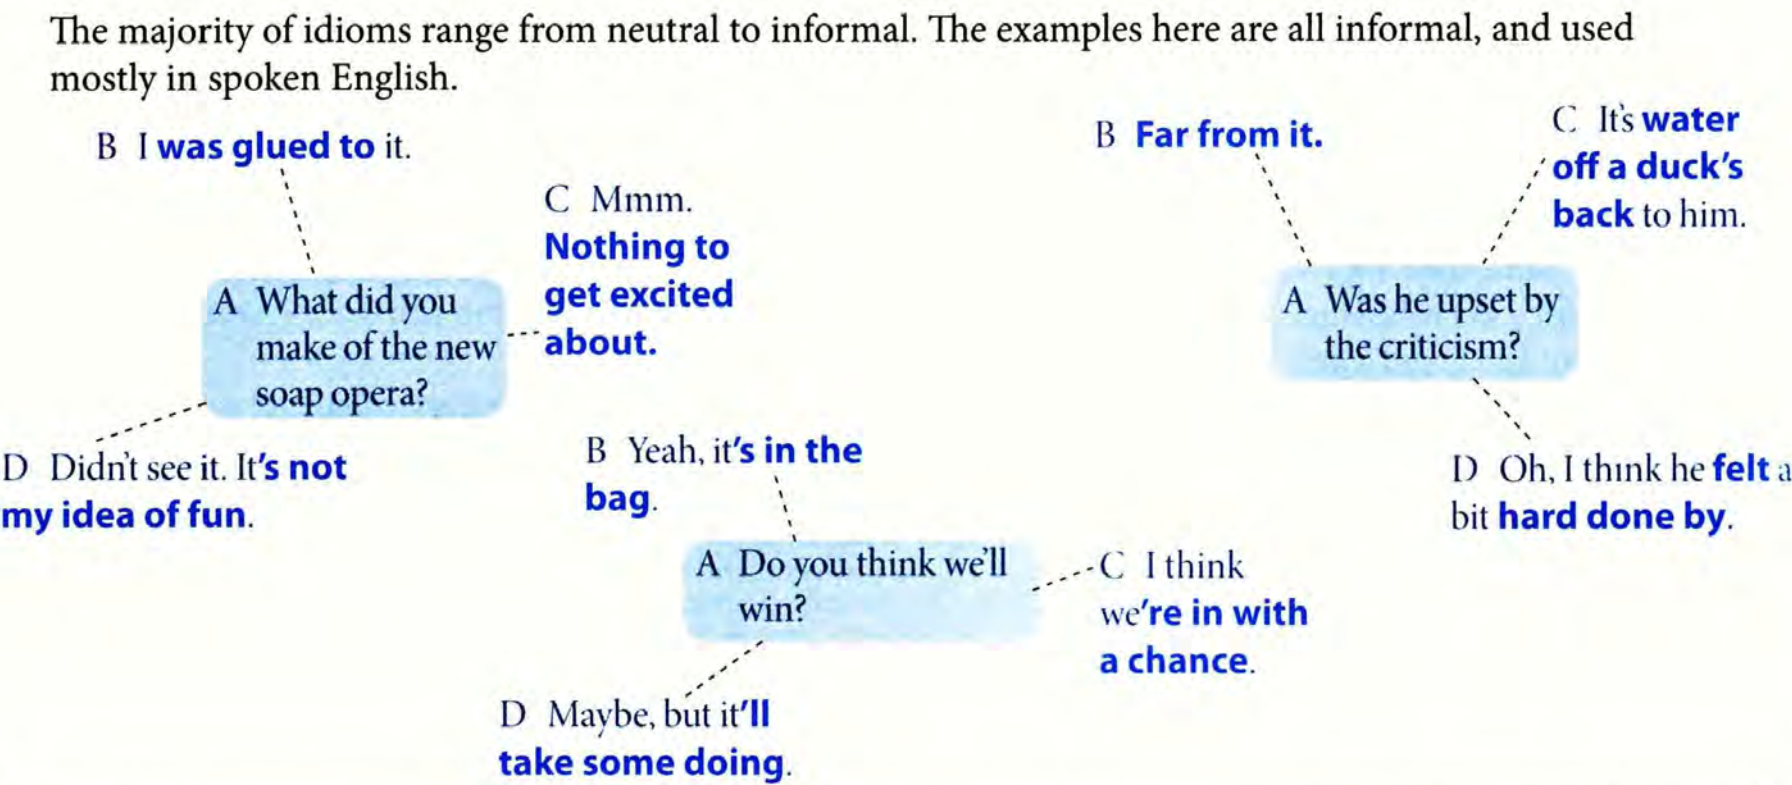 The majority of idioms range from neutral to informal. The examples here are all informal, and used
mostly in spoken English.
B I was glued to it.
C Mmm.
Nothing to
get excited
about.
A What did you
make of the new
soap opera?
D Didn't see it. It's not
my idea of fun.
B Far from it.
C It's water
off a duck's
back to him.
A Was he upset by
the criticism?
D Oh, I think he felt a
bit hard done by.
B Yeah, it's in the
bag.
A Do you think we'll
win?
C I think
we're in with
a chance.
D Maybe, but it'll
take some doing.